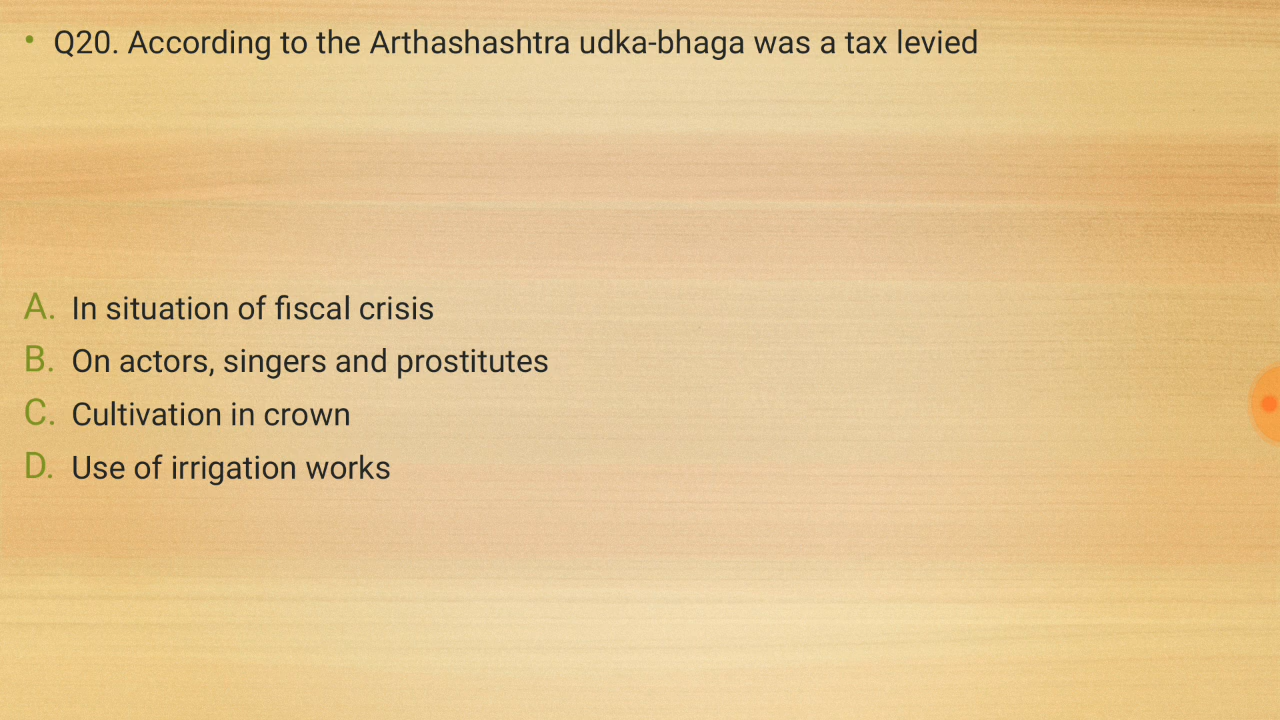 • Q20. According to the Arthashashtra udka-bhaga was a tax levied
A. In situation of fiscal crisis
B. On actors, singers and prostitutes
C. Cultivation in crown
D. Use of irrigation works